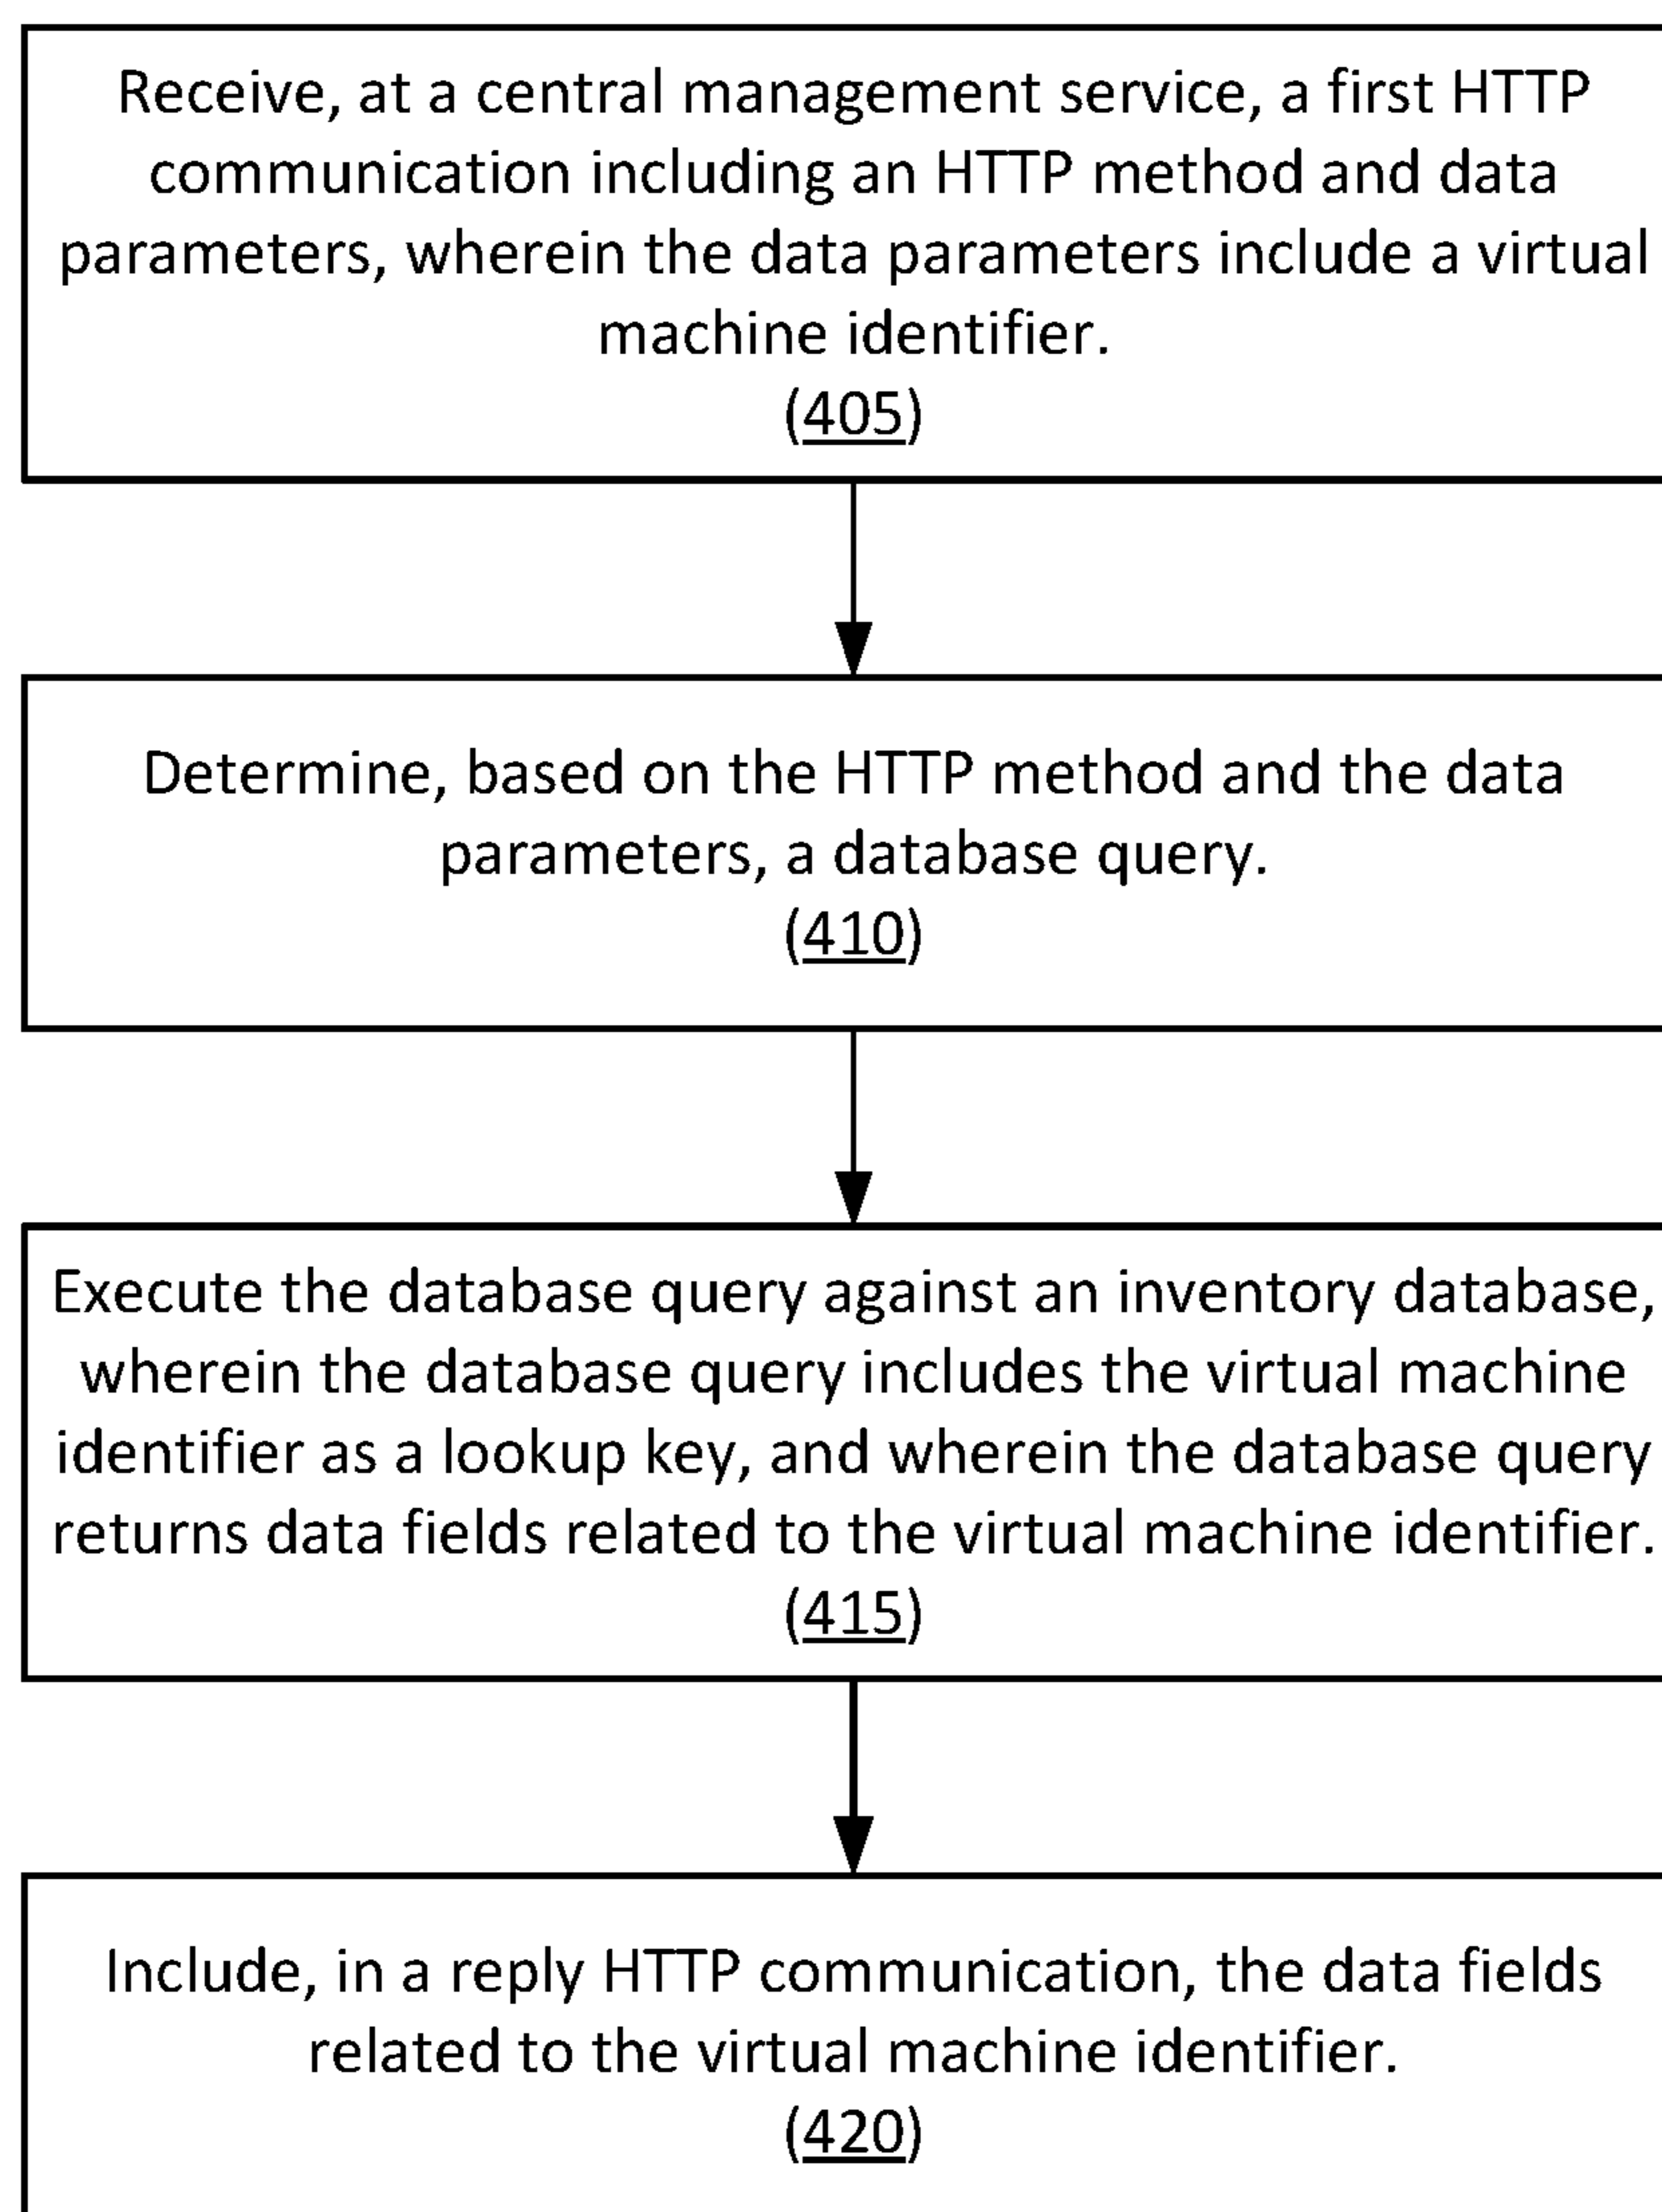 Receive, at a central management service, a first HTTP
communication including an HTTP method and data
parameters, wherein the data parameters include a virtual
machine identifier.
(405)
Determine, based on the HTTP method and the data
parameters, a database query.
(410)
Execute the database query against an inventory database,
wherein the database query includes the virtual machine
identifier as a lookup key, and wherein the database query
returns data fields related to the virtual machine identifier.
(415)
Include, in a reply HTTP communication, the data fields
related to the virtual machine identifier.
(420)